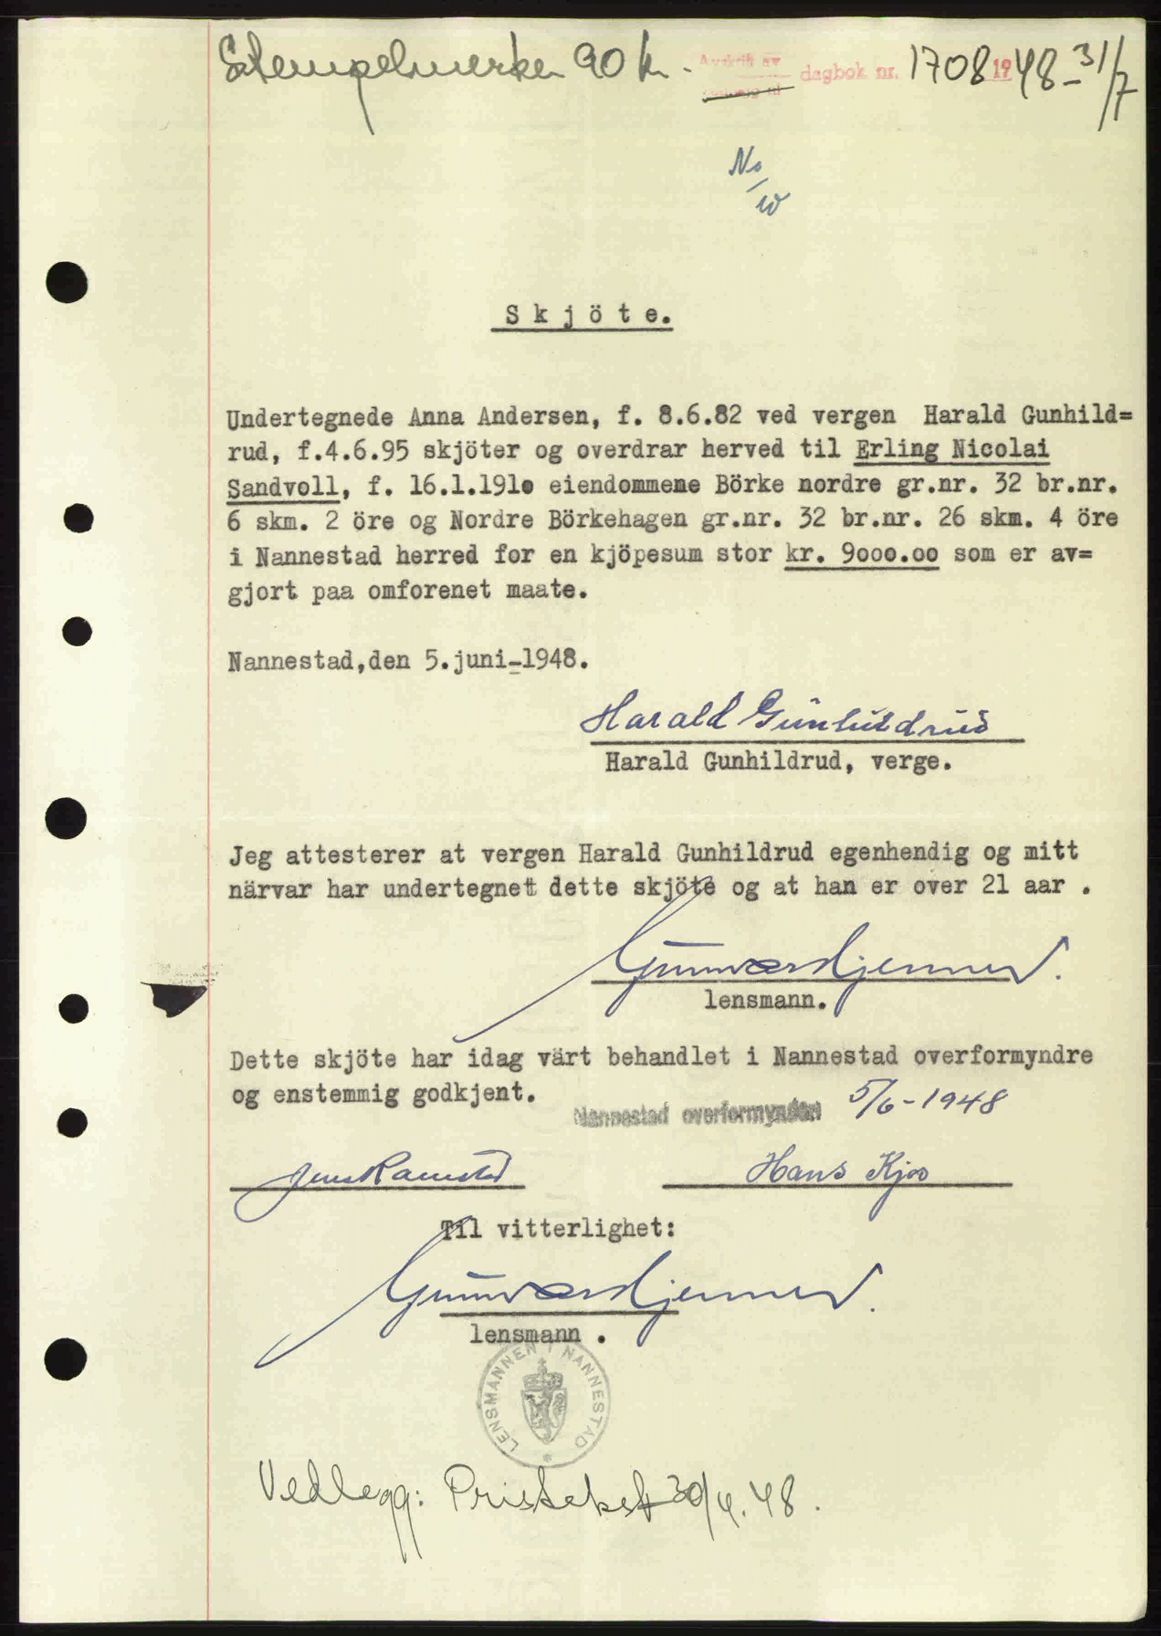 Stempelmerker 90 kr. Avskrift av dagbok nr. 1708 1948 - 31/7
No
Skjöte.
Undertegnede Anna Andersen, f. 8.6.82 ved vergen Harald Gunhild=
rud, f.4.6.95 skjöter og overdrar herved til Erling Nicolai
Sandvoll, f. 16.1.1910 eiendommene Börke nordre gr.nr. 32 br.nr.
6 skm. 2 öre og Nordre Börkehagen gr.nr. 32 br.nr. 26 skm. 4 öre
i Nannestad herred for en kjöpesum stor kr. 9000.00 som er av=
gjort paa omforenet maate.
Nannestad,den 5.juni-1948.
Harald Gunhildrud
Harald Gunhildrud, verge.
Jeg attesterer at vergen Harald Gunhildrud egenhendig og mitt
närvar har undertegnet dette skjöte og at han er over 21 aar .
lensmann.
Dette skjöte har idag värt behandlet i Nannestad overformyndre
og enstemmig godkjent.
Nannestad overformynderi 5/6-1948
Jens Ramstad Hans Kjos
Til vitterlighet:
lensmann .
LENSMANNEN I NANNESTAD
Vedlegg: Pristakst 30/4.48.